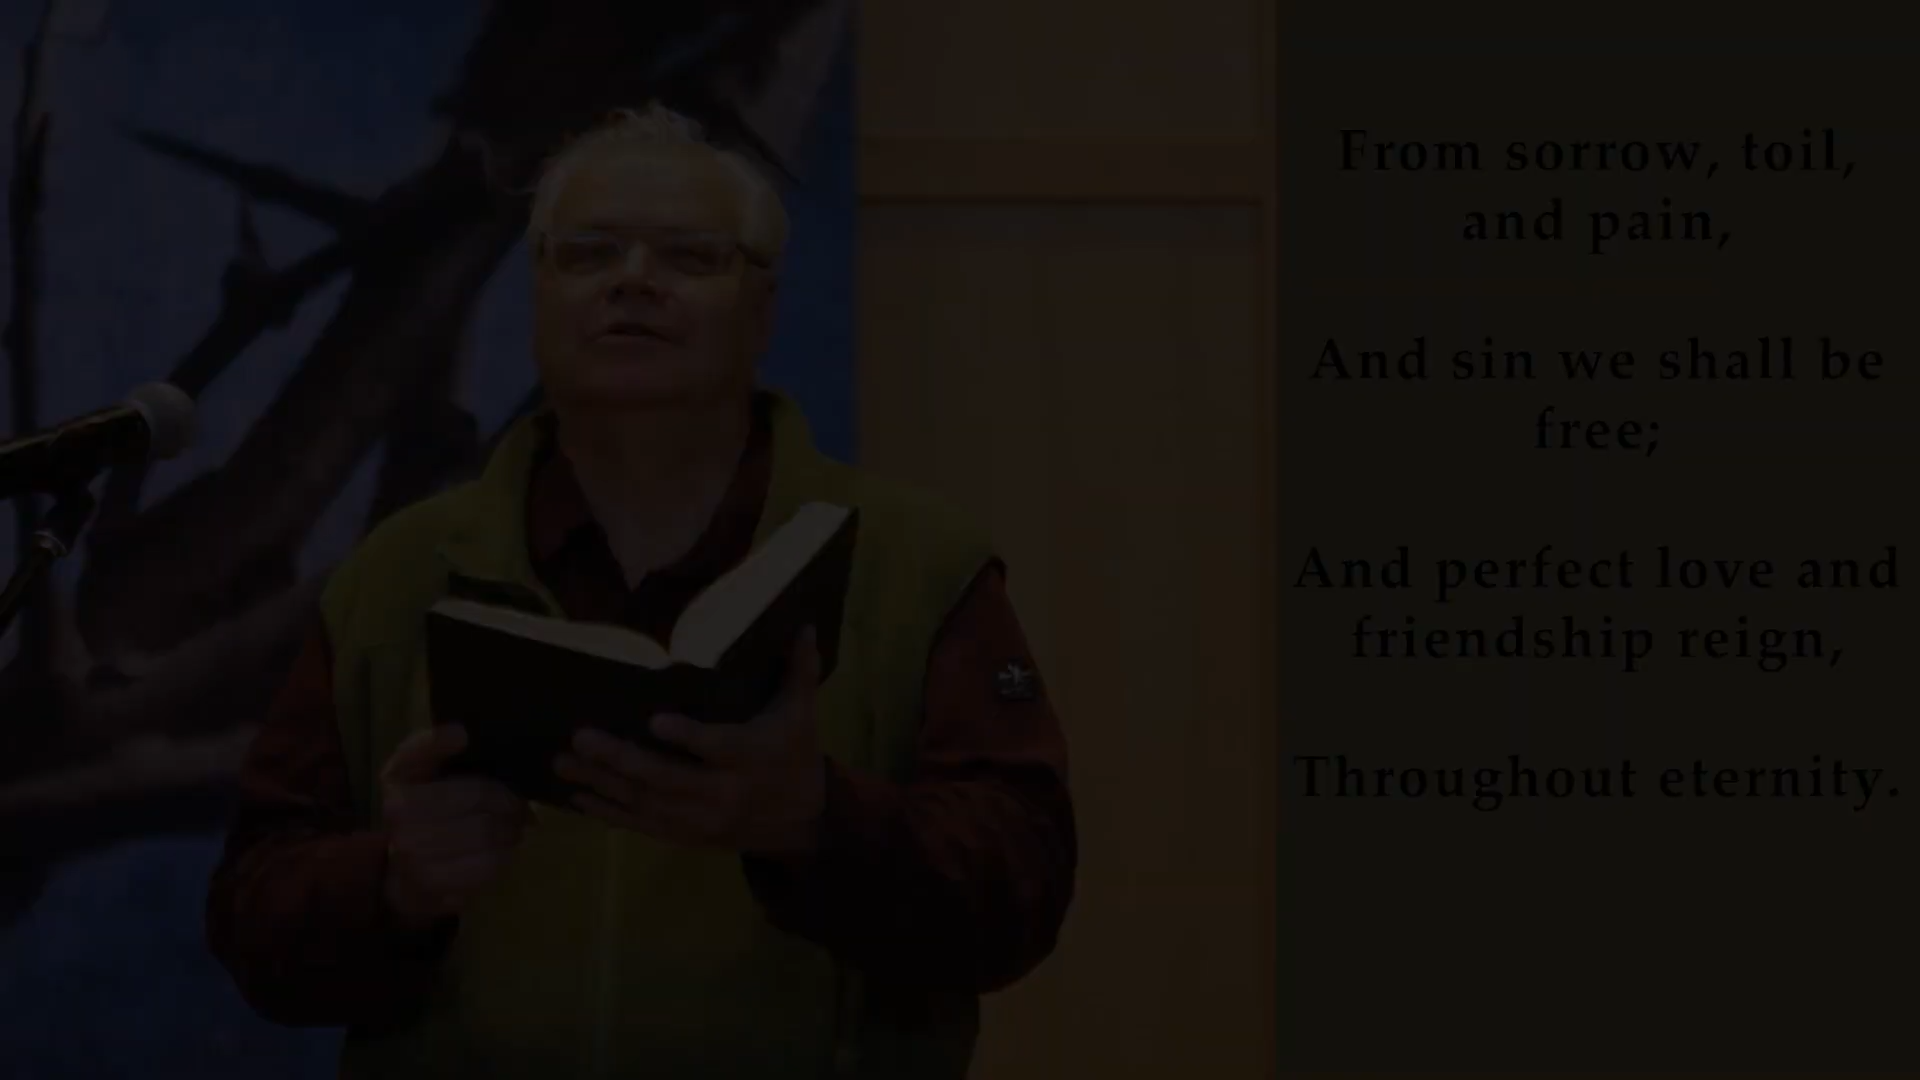 From sorrow, toil,
and pain,
And sin we shall be
free;
And perfect love and
friendship reign,
Throughout eternity.